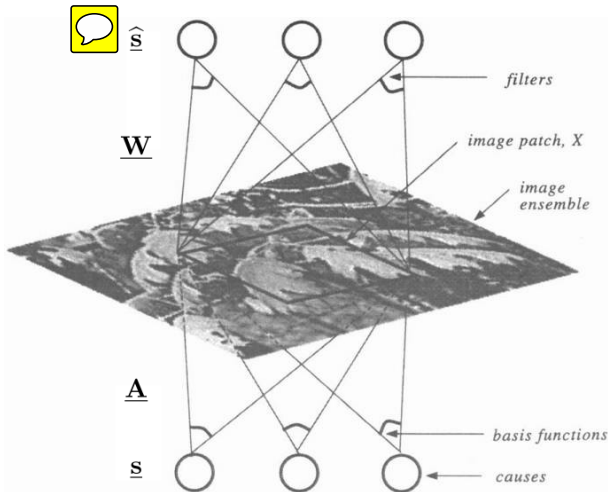 ŝ
filters
W
image patch, X
image
ensemble
A
basis functions
s
causes